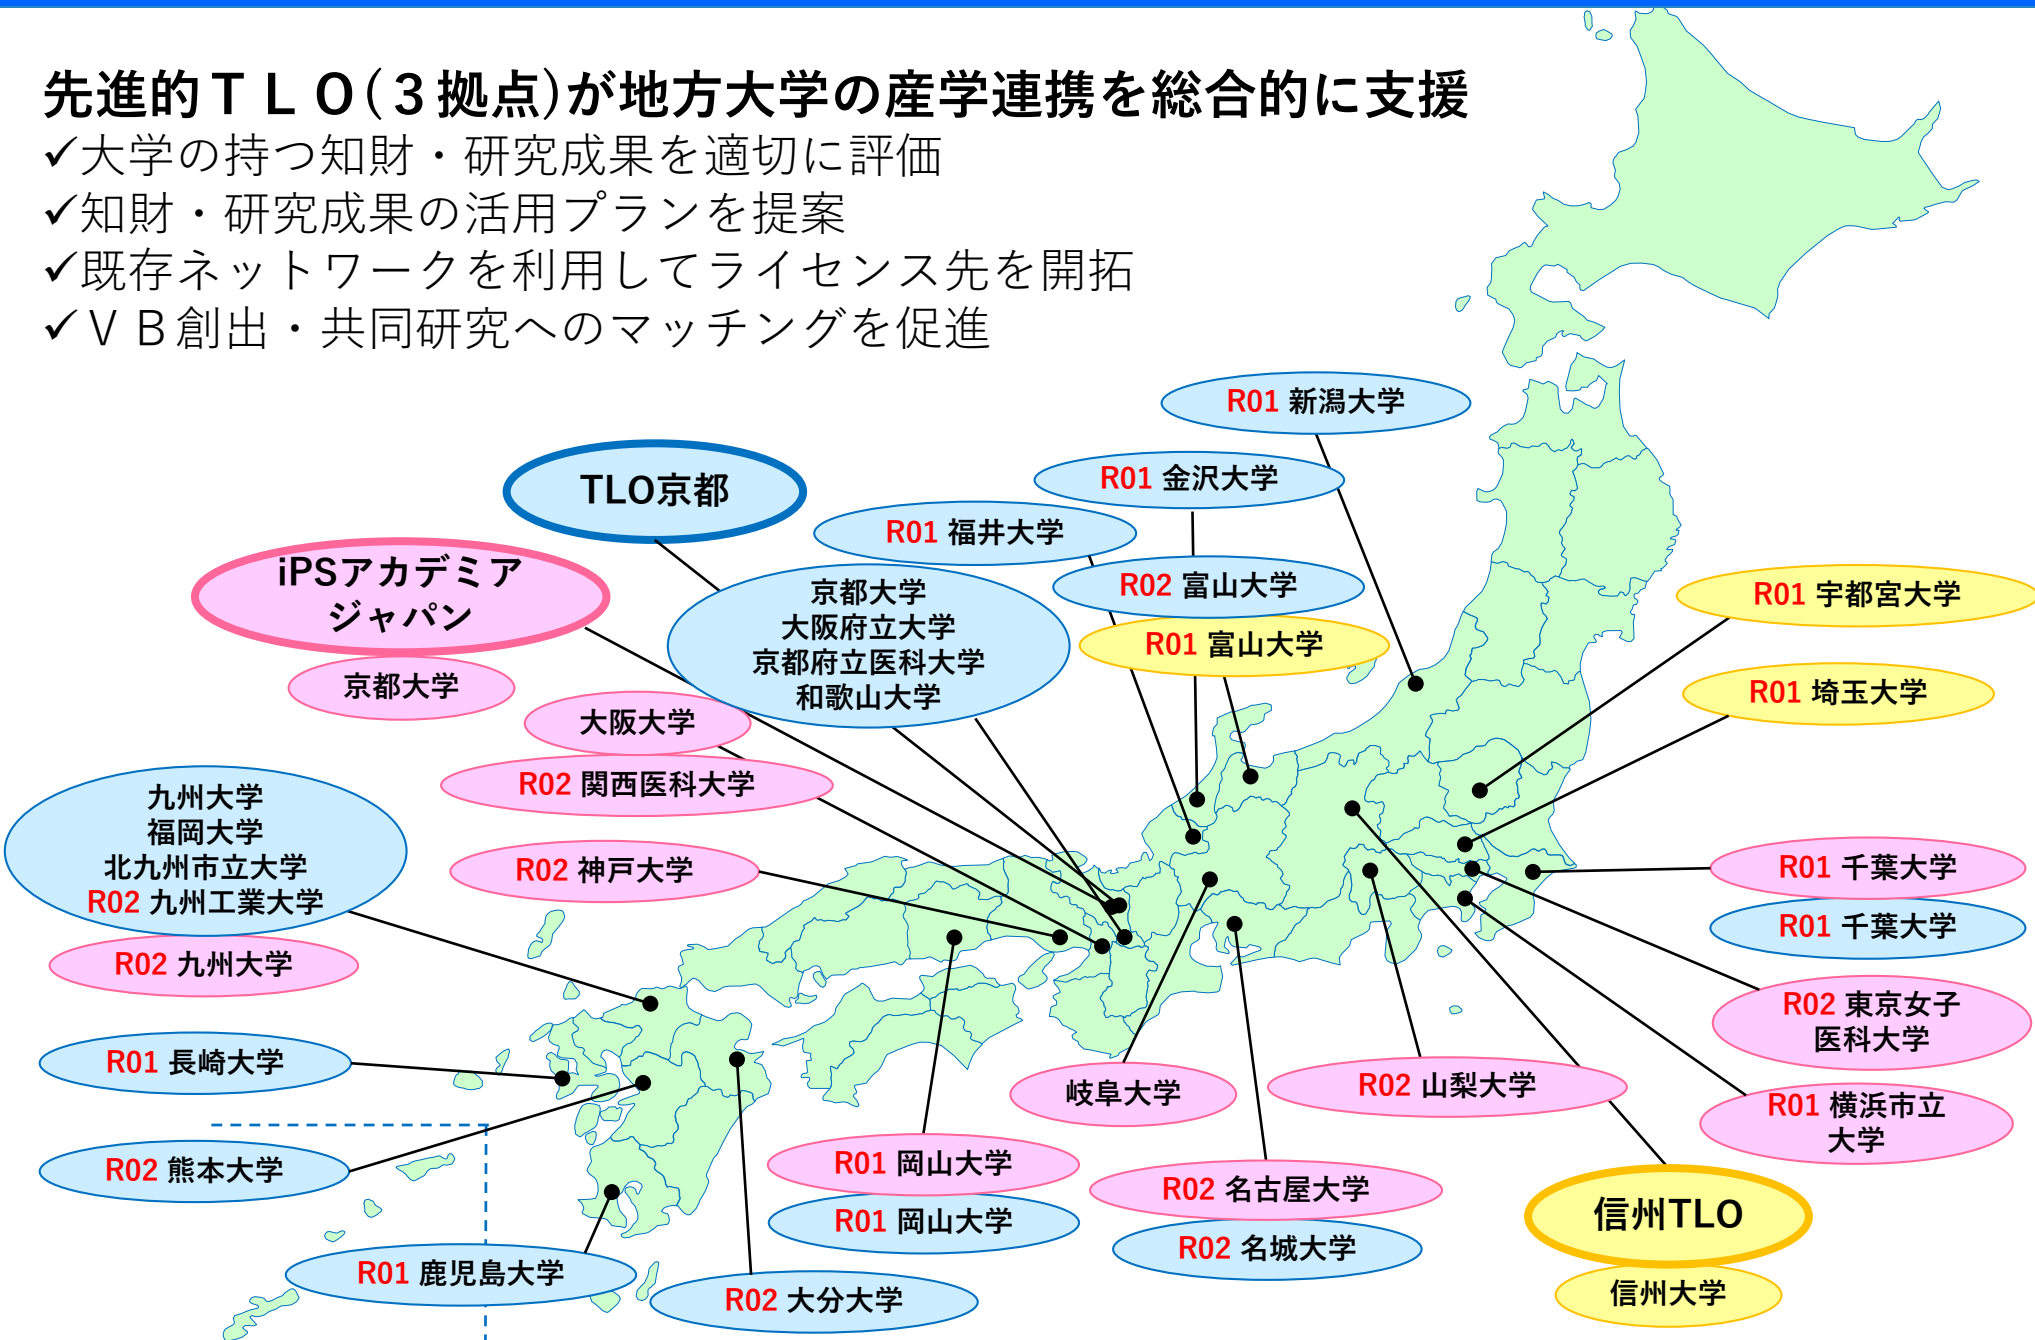 先進的ＴＬＯ(３拠点)が地方大学の産学連携を総合的に支援
✓大学の持つ知財・研究成果を適切に評価
✓知財・研究成果の活用プランを提案
✓既存ネットワークを利用してライセンス先を開拓
✓ＶＢ創出・共同研究へのマッチングを促進
R01 新潟大学
TLO京都
R01 金沢大学
R01 福井大学
iPSアカデミア
ジャパン
R02 富山大学
R01 富山大学
京都大学
大阪府立大学
京都府立医科大学
和歌山大学
R01 宇都宮大学
R01 埼玉大学
京都大学
大阪大学
R02 関西医科大学
R02 神戸大学
九州大学
福岡大学
北九州市立大学
R02 九州工業大学
R02 九州大学
R01 千葉大学
R01 千葉大学
R02 東京女子
医科大学
R01 横浜市立
大学
R01 長崎大学
R02 熊本大学
R01 鹿児島大学
R02 大分大学
R01 岡山大学
R01 岡山大学
岐阜大学
R02 山梨大学
R02 名古屋大学
R02 名城大学
信州TLO
信州大学